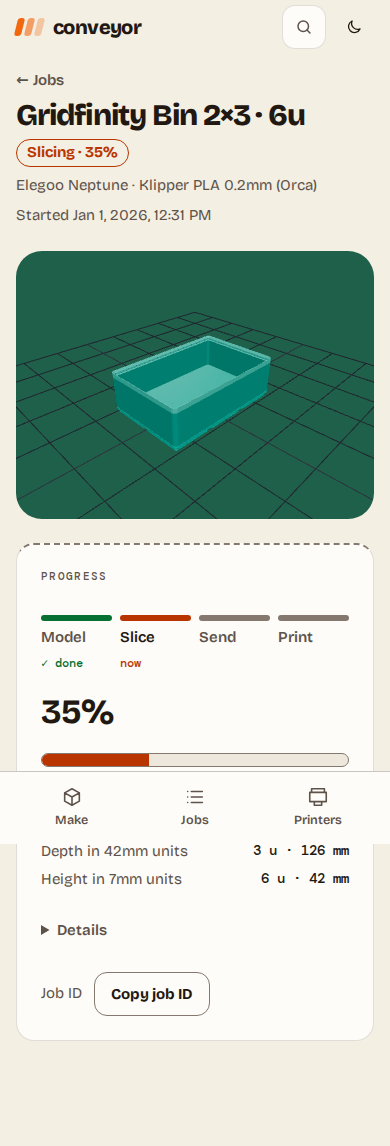 conveyor
← Jobs
Gridfinity Bin 2×3 · 6u
Slicing · 35%
Elegoo Neptune · Klipper PLA 0.2mm (Orca)
Started Jan 1, 2026, 12:31 PM
PROGRESS
Model Slice Send Print
✓ done now
35%
Make Jobs Printers
Depth in 42mm units 3 u · 126 mm
Height in 7mm units 6 u · 42 mm
▶ Details
Job ID Copy job ID